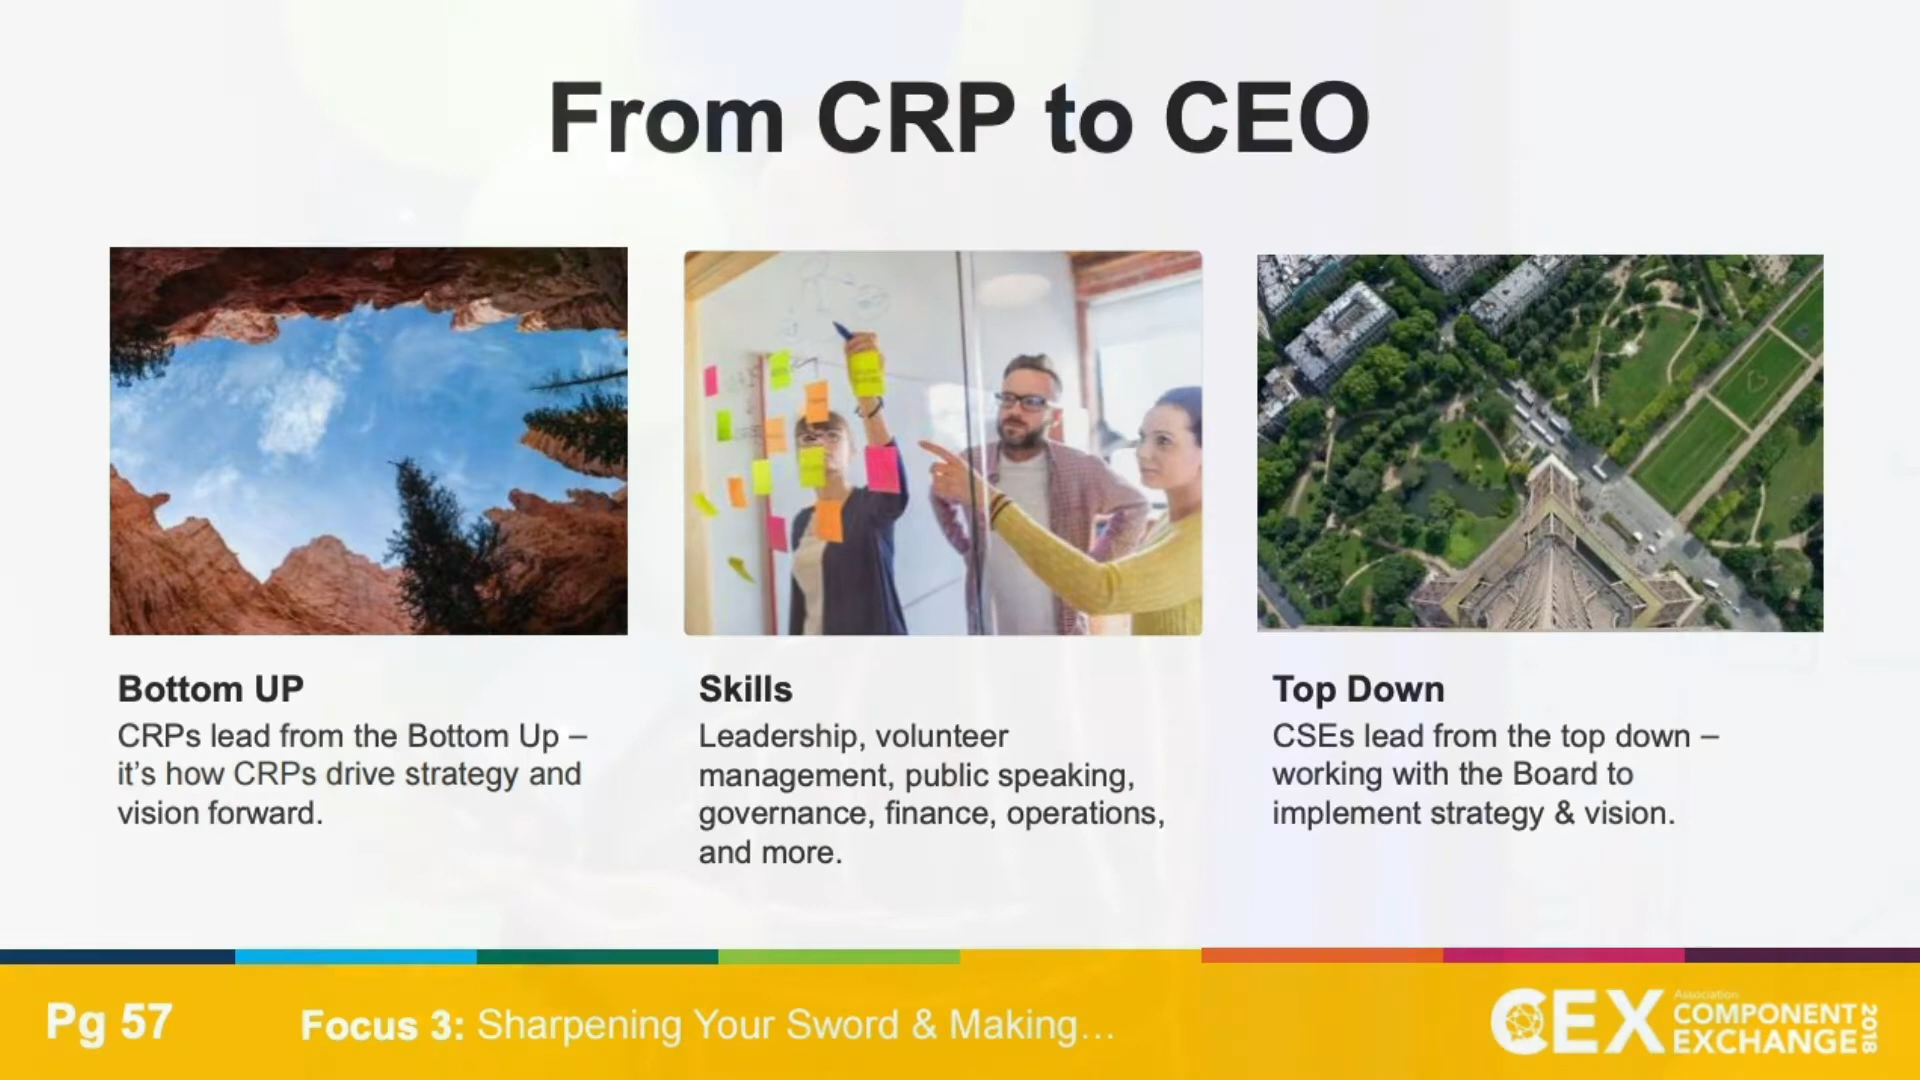 From CRP to CEO
Bottom UP
CRPs lead from the Bottom Up –
it’s how CRPs drive strategy and
vision forward.
Skills
Leadership, volunteer
management, public speaking,
governance, finance, operations,
and more.
Top Down
CSEs lead from the top down –
working with the Board to
implement strategy & vision.
Pg 57
Focus 3: Sharpening Your Sword & Making...
CEX
Association
COMPONENT
EXCHANGE
2018